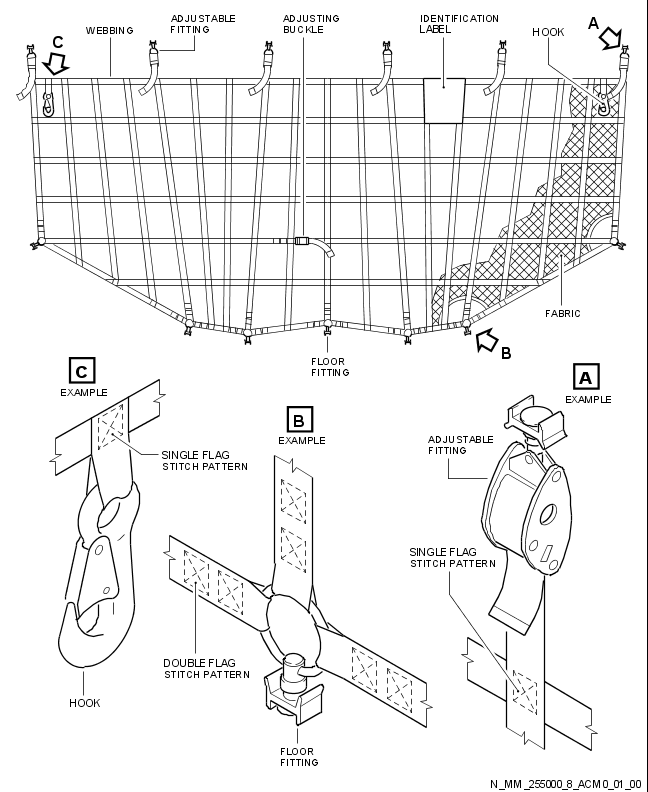 ADJUSTABLE
FITTING
ADJUSTING
BUCKLE
IDENTIFICATION
LABEL
A
WEBBING
HOOK
C
FABRIC
B
FLOOR
FITTING
C
EXAMPLE
A
EXAMPLE
B
EXAMPLE
ADJUSTABLE
FITTING
SINGLE FLAG
STITCH PATTERN
SINGLE FLAG
STITCH PATTERN
DOUBLE FLAG
STITCH PATTERN
HOOK
FLOOR
FITTING
N_MM_255000_8_ACM0_01_00